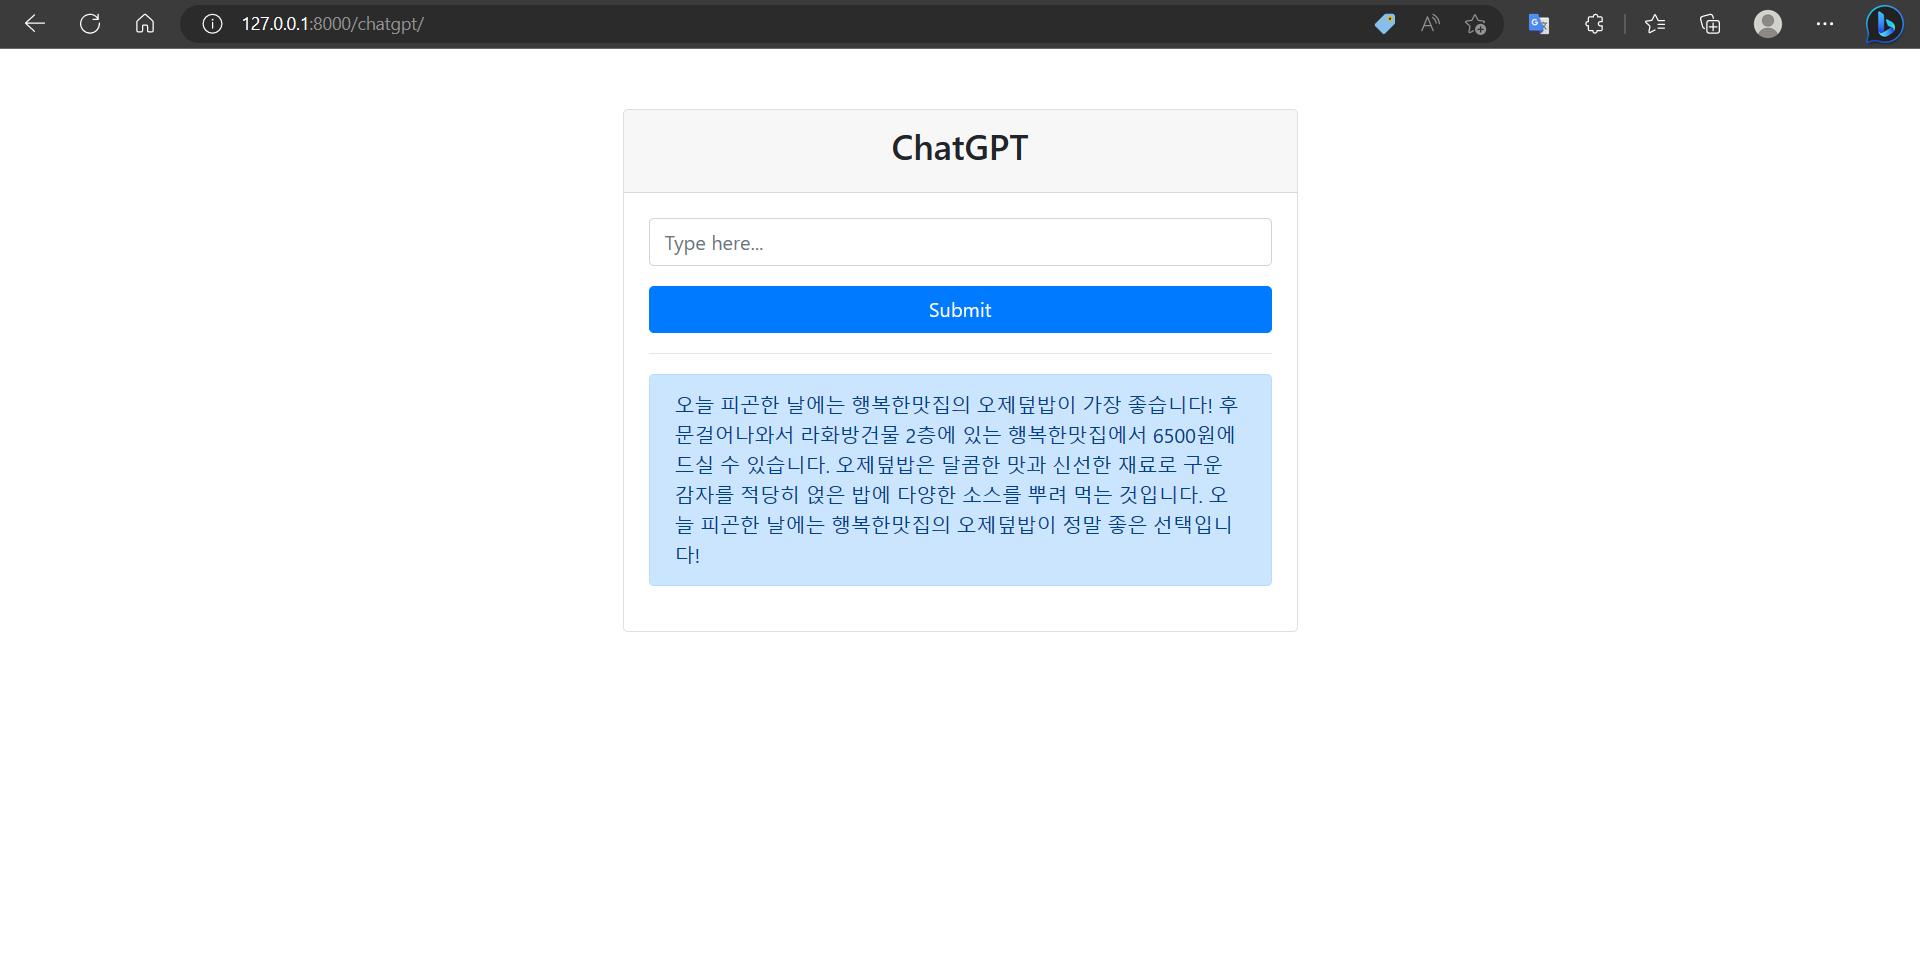 127.0.0.1:8000/chatgpt/
ChatGPT
Type here...
Submit
오늘 피곤한 날에는 행복한맛집의 오제덮밥이 가장 좋습니다! 후
문걸어나와서 라화방건물 2층에 있는 행복한맛집에서 6500원에
드실 수 있습니다. 오제덮밥은 달콤한 맛과 신선한 재료로 구운
감자를 적당히 얹은 밥에 다양한 소스를 뿌려 먹는 것입니다. 오
늘 피곤한 날에는 행복한맛집의 오제덮밥이 정말 좋은 선택입니
다!